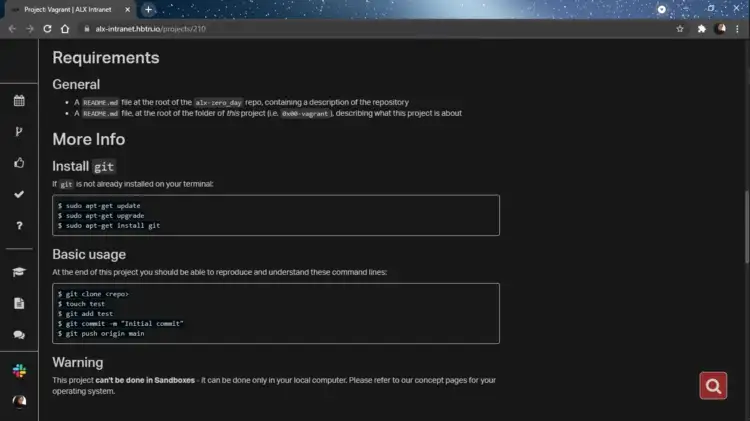 Project: Vagrant | ALX Intranet
alx-intranet.hbtn.io/projects/210
Requirements
General
A README.md file at the root of the alx-zero_day repo, containing a description of the repository
A README.md file, at the root of the folder of this project (i.e. 0x00-vagrant), describing what this project is about
More Info
Install git
If git is not already installed on your terminal:
$ sudo apt-get update
$ sudo apt-get upgrade
$ sudo apt-get install git
Basic usage
At the end of this project you should be able to reproduce and understand these command lines:
$ git clone <repo>
$ touch test
$ git add test
$ git commit -m "Initial commit"
$ git push origin main
Warning
This project can't be done in Sandboxes - it can be done only in your local computer. Please refer to our concept pages for your
operating system.